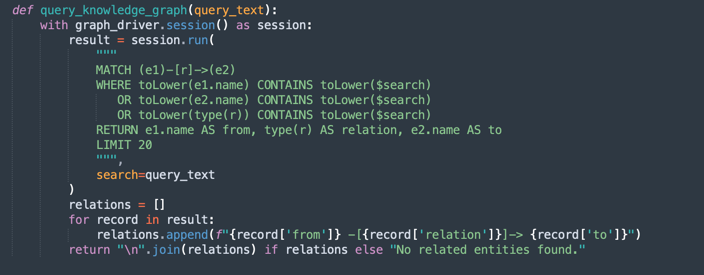 def query_knowledge_graph(query_text):
    with graph_driver.session() as session:
        result = session.run(
            """
            MATCH (e1)-[r]->(e2)
            WHERE toLower(e1.name) CONTAINS toLower($search)
               OR toLower(e2.name) CONTAINS toLower($search)
               OR toLower(type(r)) CONTAINS toLower($search)
            RETURN e1.name AS from, type(r) AS relation, e2.name AS to
            LIMIT 20
            """,
            search=query_text
        )
        relations = []
        for record in result:
            relations.append(f"{record['from']} -[{record['relation']}]-> {record['to']}")
        return "\n".join(relations) if relations else "No related entities found."